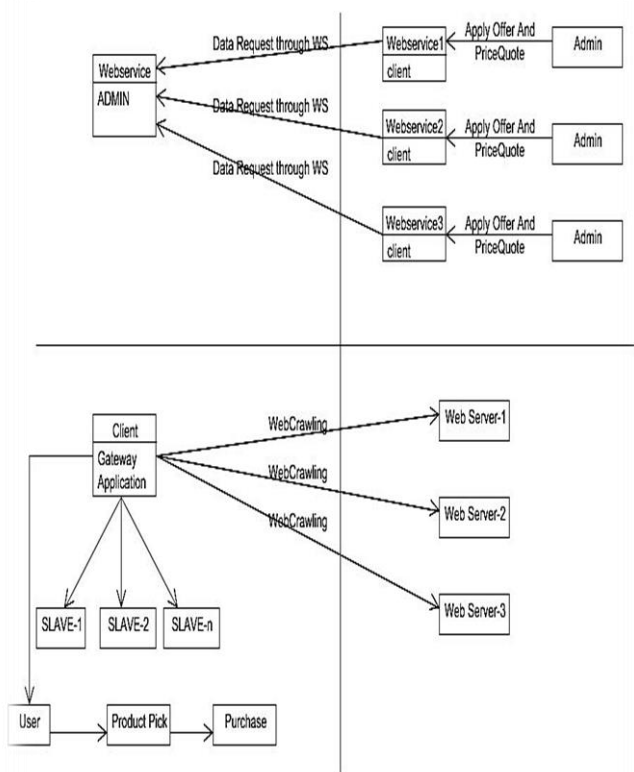 Data Request through WS
Webservice1
client
Apply Offer And
PriceQuote
Admin
Webservice
ADMIN
Data Request through WS
Webservice2
client
Apply Offer And
PriceQuote
Admin
Data Request through WS
Webservice3
client
Apply Offer And
PriceQuote
Admin
Client
Gateway
Application
WebCrawling
Web Server-1
WebCrawling
Web Server-2
WebCrawling
Web Server-3
SLAVE-1
SLAVE-2
SLAVE-n
User
Product Pick
Purchase